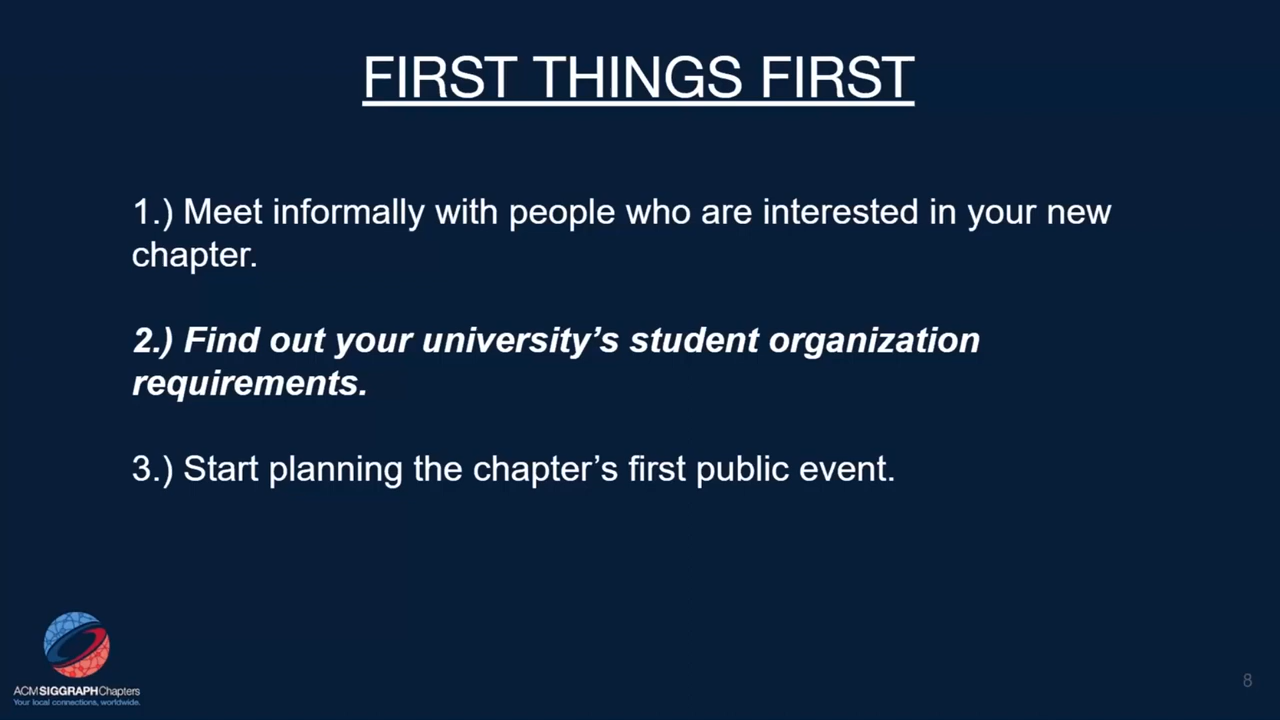 FIRST THINGS FIRST
1.) Meet informally with people who are interested in your new
chapter.
2.) Find out your university’s student organization
requirements.
3.) Start planning the chapter’s first public event.
ACMSIGGRAPHChapters
Your local connections, worldwide.
8